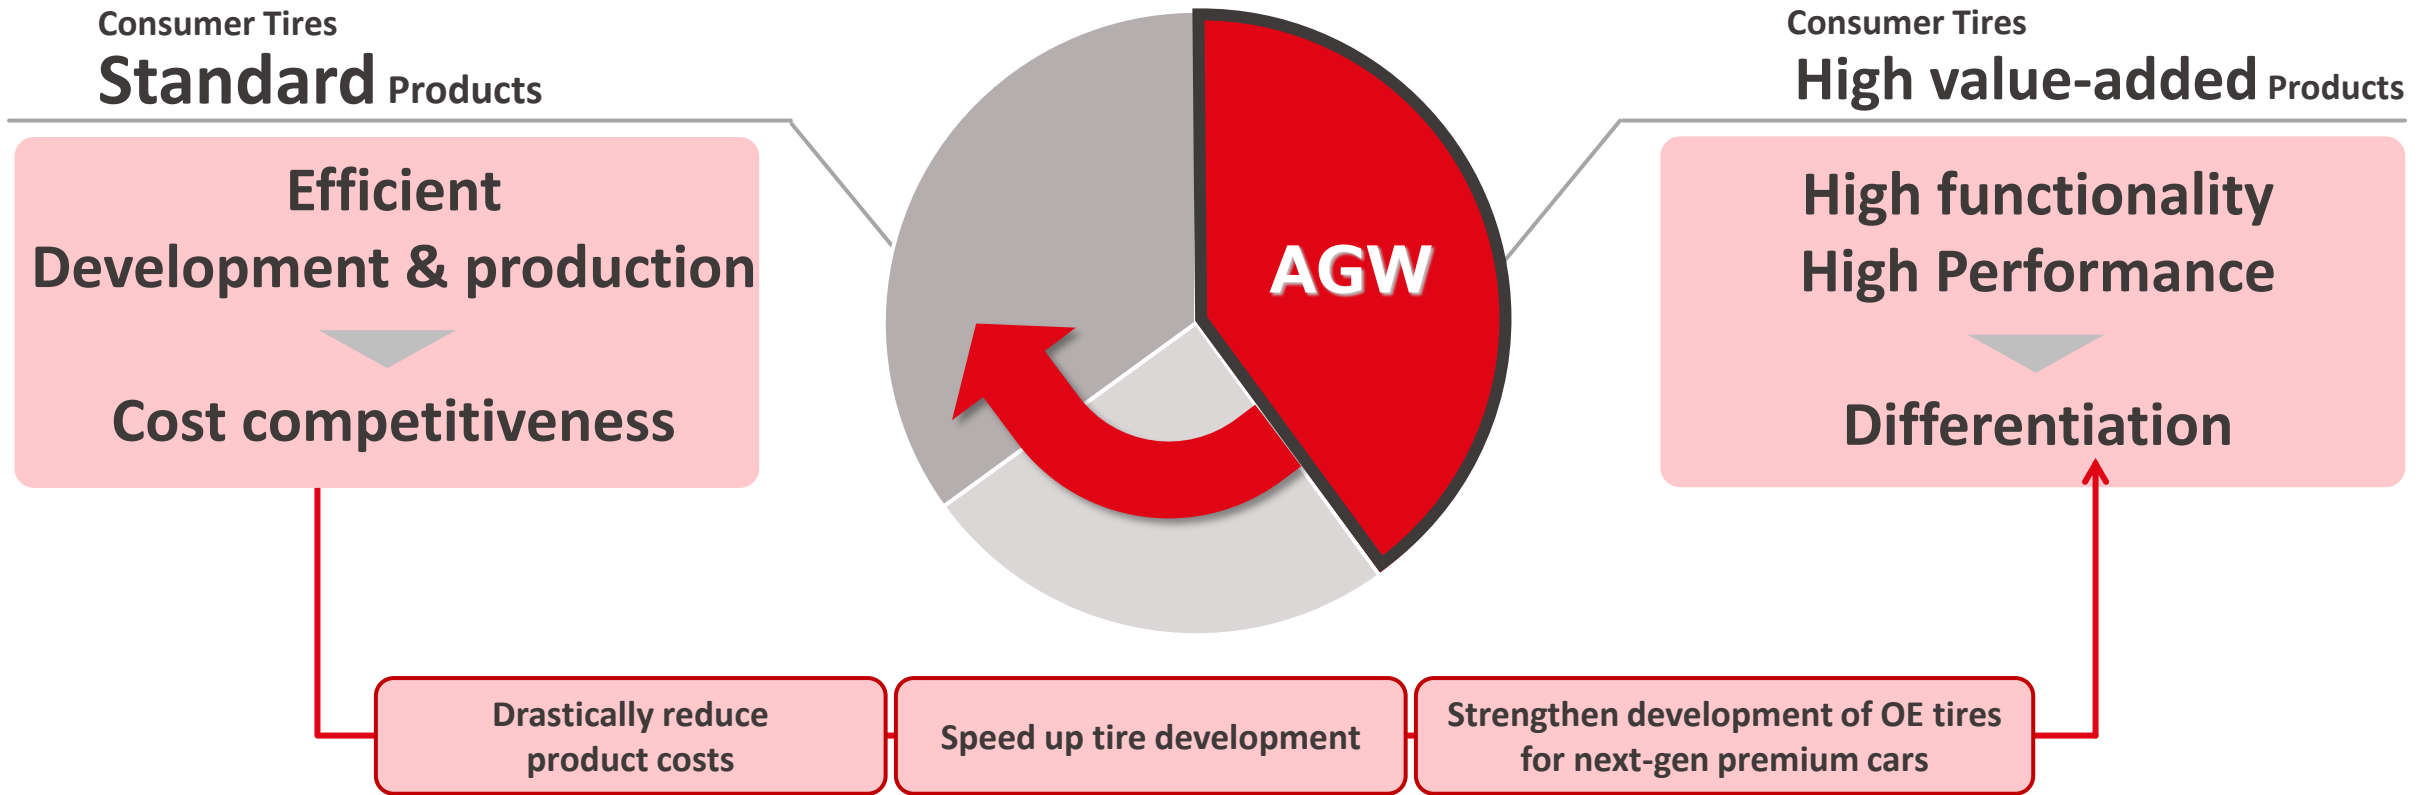 Consumer Tires
Standard Products
Efficient
Development & production
Cost competitiveness
AGW
Consumer Tires
High value-added Products
High functionality
High Performance
Differentiation
Drastically reduce
product costs
Speed up tire development
Strengthen development of OE tires
for next-gen premium cars